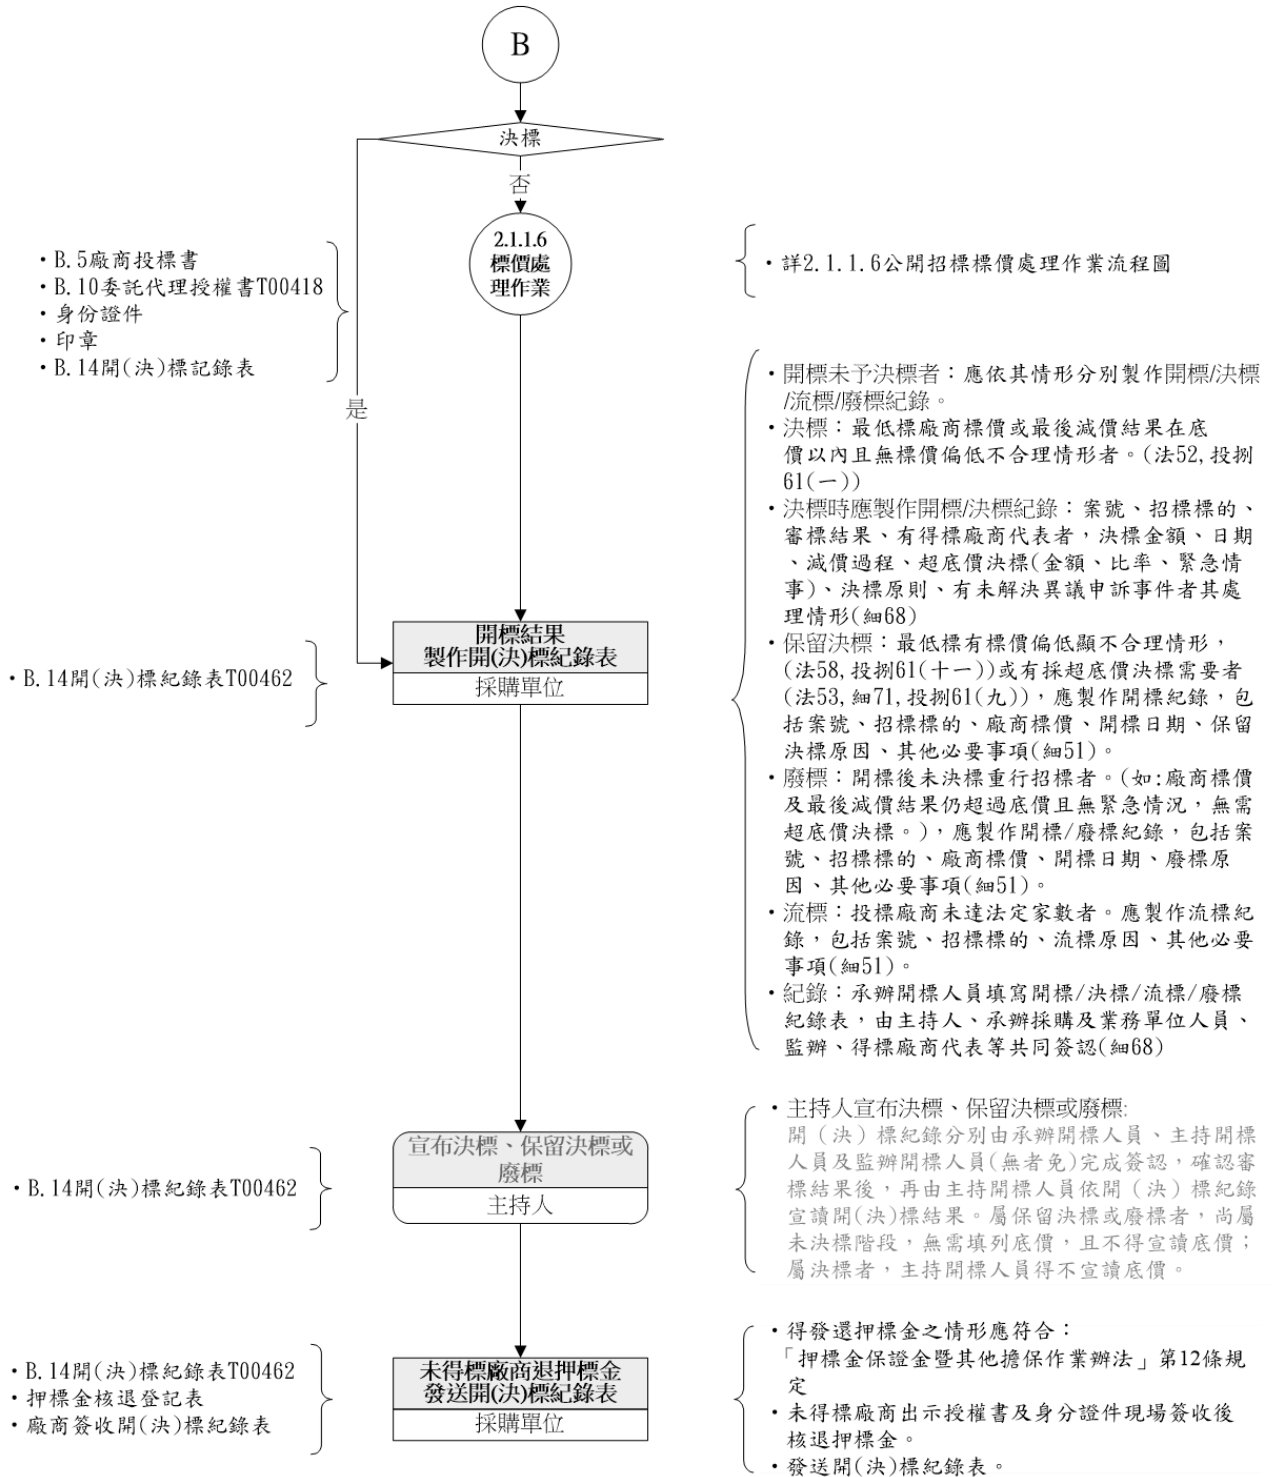 B
決標
否
2.1.1.6
標價處
理作業
・B.5廠商投標書
・B.10委託代理授權書T00418
・身份證件
・印章
・B.14開(決)標記錄表
・詳2.1.1.6公開招標標價處理作業流程圖
是
・開標未予決標者：應依其情形分別製作開標/決標
/流標/廢標紀錄。
・決標：最低標廠商標價或最後減價結果在底
價以內且無標價偏低不合理情形者。(法52,投捌
61(一))
・決標時應製作開標/決標紀錄：案號、招標標的、
審標結果、有得標廠商代表者，決標金額、日期
、減價過程、超底價決標(金額、比率、緊急情
事)、決標原則、有未解決異議申訴事件者其處
理情形(細68)
・保留決標：最低標有標價偏低顯不合理情形，
(法58,投捌61(十一))或有採超底價決標需要者
(法53,細71,投捌61(九))，應製作開標紀錄，包
括案號、招標標的、廠商標價、開標日期、保留
決標原因、其他必要事項(細51)。
・廢標：開標後未決標重行招標者。(如:廠商標價
及最後減價結果仍超過底價且無緊急情況，無需
超底價決標。)，應製作開標/廢標紀錄，包括案
號、招標標的、廠商標價、開標日期、廢標原
因、其他必要事項(細51)。
・流標：投標廠商未達法定家數者。應製作流標紀
錄，包括案號、招標標的、流標原因、其他必要
事項(細51)。
・紀錄：承辦開標人員填寫開標/決標/流標/廢標
紀錄表，由主持人、承辦採購及業務單位人員、
監辦、得標廠商代表等共同簽認(細68)
開標結果
製作開(決)標紀錄表
採購單位
・B.14開(決)標紀錄表T00462
宣布決標、保留決標或
廢標
主持人
・B.14開(決)標紀錄表T00462
・主持人宣布決標、保留決標或廢標:
開（決）標紀錄分別由承辦開標人員、主持開標
人員及監辦開標人員(無者免)完成簽認，確認審
標結果後，再由主持開標人員依開（決）標紀錄
宣讀開(決)標結果。屬保留決標或廢標者，尚屬
未決標階段，無需填列底價，且不得宣讀底價；
屬決標者，主持開標人員得不宣讀底價。
未得標廠商退押標金
發送開(決)標紀錄表
採購單位
・B.14開(決)標紀錄表T00462
・押標金核退登記表
・廠商簽收開(決)標紀錄表
・得發還押標金之情形應符合：
「押標金保證金暨其他擔保作業辦法」第12條規
定
・未得標廠商出示授權書及身分證件現場簽收後
核退押標金。
・發送開(決)標紀錄表。